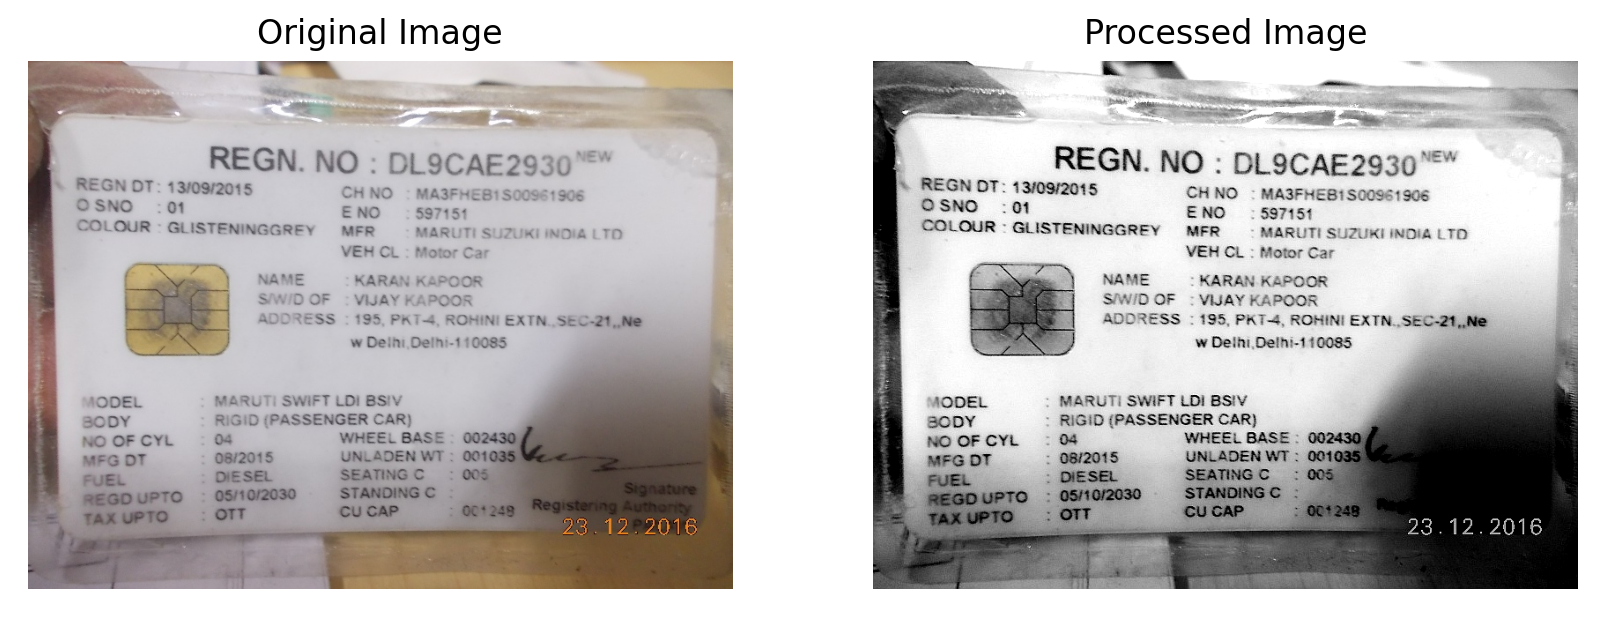 Original Image
REGN. NO : DL9CAE2930 NEW
REGN DT : 13/09/2015 CH NO : MA3FHEB1S00961906
O SNO : 01 E NO : 597151
COLOUR : GLISTENINGGREY MFR : MARUTI SUZUKI INDIA LTD
VEH CL : Motor Car
NAME : KARAN KAPOOR
S/W/D OF : VIJAY KAPOOR
ADDRESS : 195, PKT-4, ROHINI EXTN.,SEC-21,,Ne
w Delhi,Delhi-110085
MODEL : MARUTI SWIFT LDI BSIV
BODY : RIGID (PASSENGER CAR)
NO OF CYL : 04 WHEEL BASE : 002430
MFG DT : 08/2015 UNLADEN WT : 001035
FUEL : DIESEL SEATING C : 005
REGD UPTO : 05/10/2030 STANDING C :
TAX UPTO : OTT CU CAP : 001248
Signature
Registering Authority
23.12.2016
Processed Image
REGN. NO : DL9CAE2930 NEW
REGN DT : 13/09/2015 CH NO : MA3FHEB1S00961906
O SNO : 01 E NO : 597151
COLOUR : GLISTENINGGREY MFR : MARUTI SUZUKI INDIA LTD
VEH CL : Motor Car
NAME : KARAN KAPOOR
S/W/D OF : VIJAY KAPOOR
ADDRESS : 195, PKT-4, ROHINI EXTN.,SEC-21,,Ne
w Delhi,Delhi-110085
MODEL : MARUTI SWIFT LDI BSIV
BODY : RIGID (PASSENGER CAR)
NO OF CYL : 04 WHEEL BASE : 002430
MFG DT : 08/2015 UNLADEN WT : 001035
FUEL : DIESEL SEATING C : 005
REGD UPTO : 05/10/2030 STANDING C :
TAX UPTO : OTT CU CAP : 001248
23.12.2016